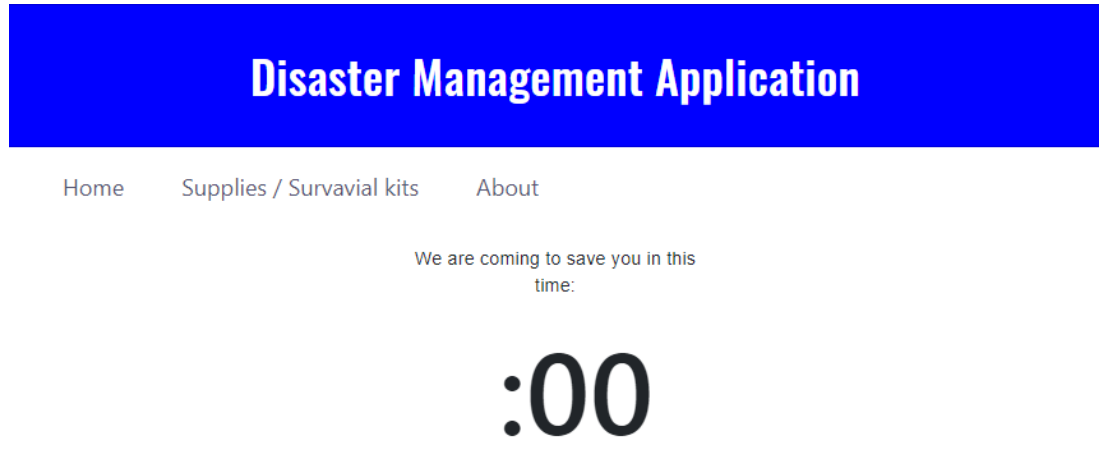 Disaster Management Application
Home Supplies / Survavial kits About
We are coming to save you in this
time:
:00